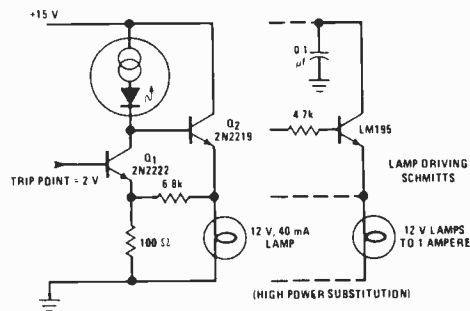 +15 V
0.1
μf
Q2
2N2219
4.7k
LM195
Q1
2N2222
LAMP DRIVING
SCHMITTS
TRIP POINT = 2 V
6.8k
100 Ω
12 V, 40 mA
LAMP
12 V LAMPS
TO 1 AMPERE
(HIGH POWER SUBSTITUTION)